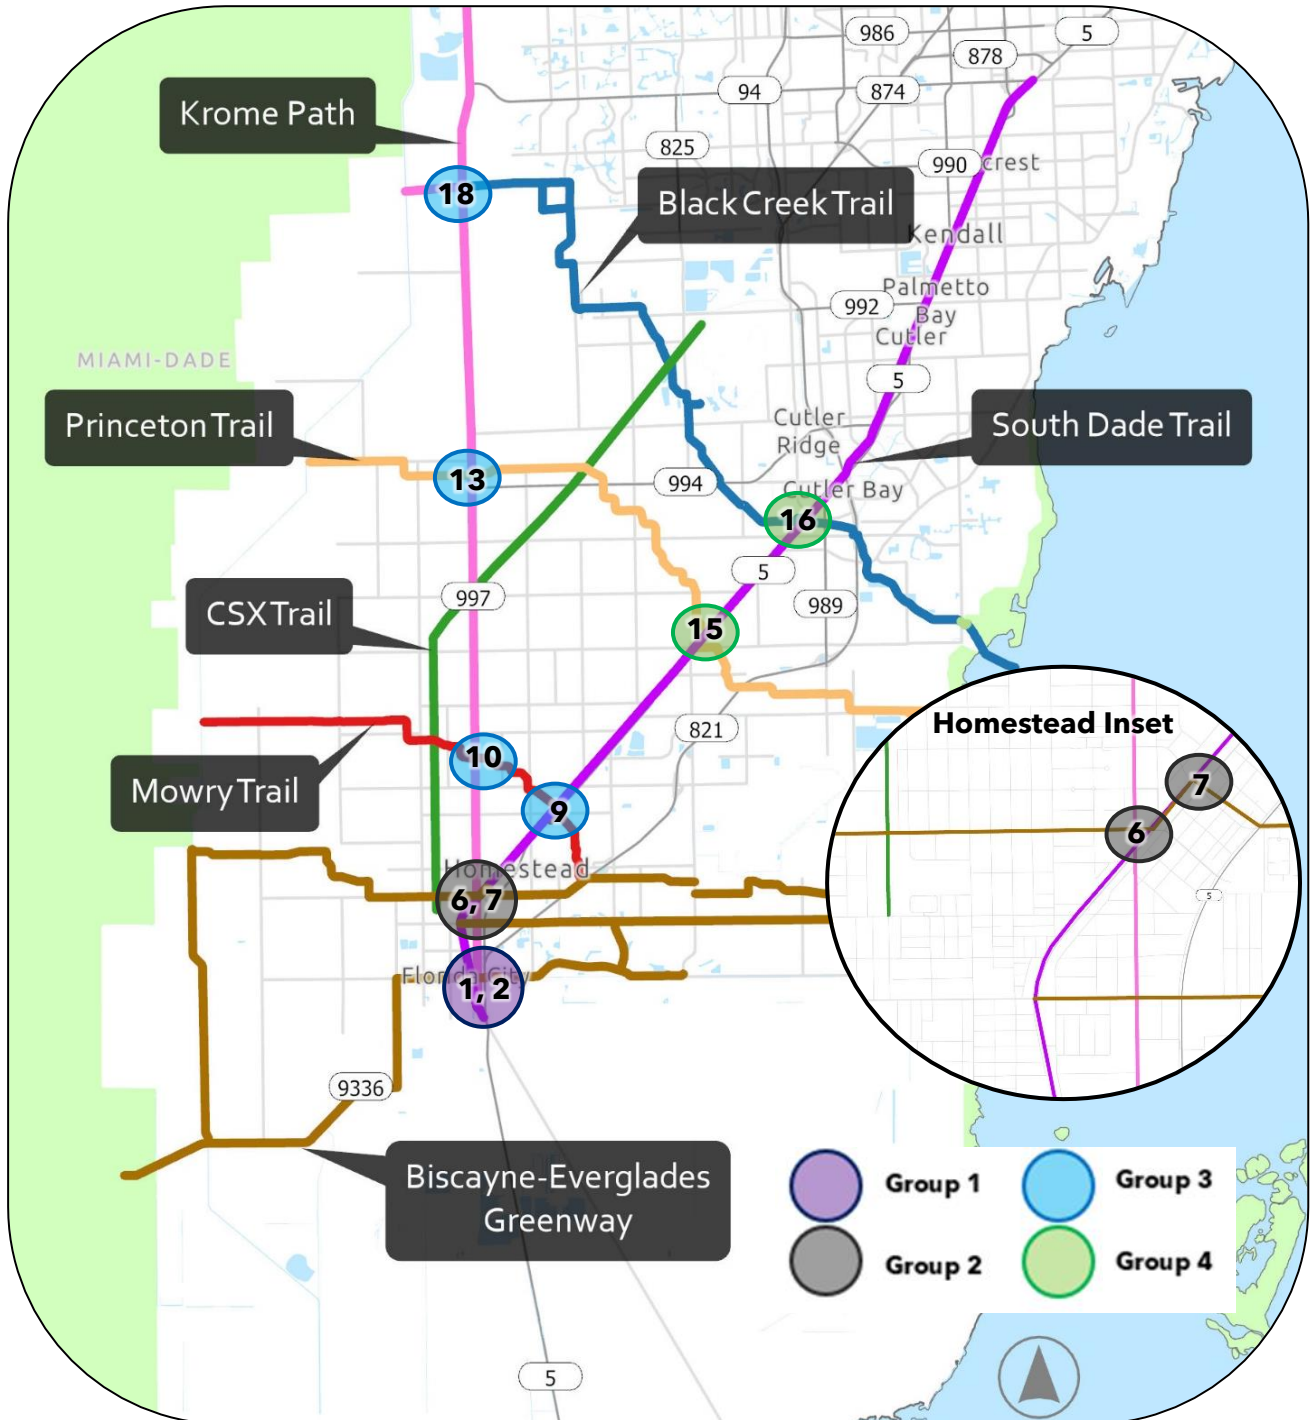 986
5
878
94
874
Krome Path
825
990
crest
18
Black Creek Trail
Kendall
Palmetto
Bay
992
Cutler
MIAMI-DADE
5
Princeton Trail
Cutler
Ridge
South Dade Trail
13
994
Cutler Bay
16
5
CSX Trail
997
989
15
Homestead Inset
821
10
Mowry Trail
9
7
6
Homestead
6, 7
5
Florida City
1, 2
9336
Biscayne-Everglades
Greenway
Group 1
Group 3
Group 2
Group 4
5